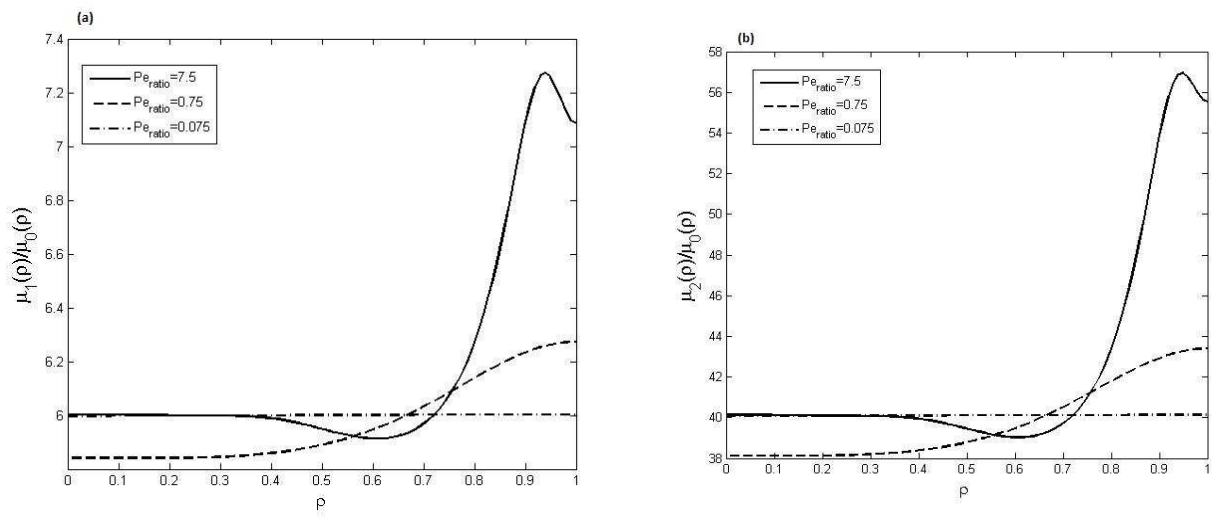 (a)
7.4
7.2
7
6.8
6.6
6.4
6.2
6
μ1(ρ)/μ0(ρ)
Peratio=7.5
Peratio=0.75
Peratio=0.075
0 0.1 0.2 0.3 0.4 0.5 0.6 0.7 0.8 0.9 1
ρ
(b)
58
56
54
52
50
48
46
44
42
40
38
μ2(ρ)/μ0(ρ)
Peratio=7.5
Peratio=0.75
Peratio=0.075
0 0.1 0.2 0.3 0.4 0.5 0.6 0.7 0.8 0.9 1
ρ